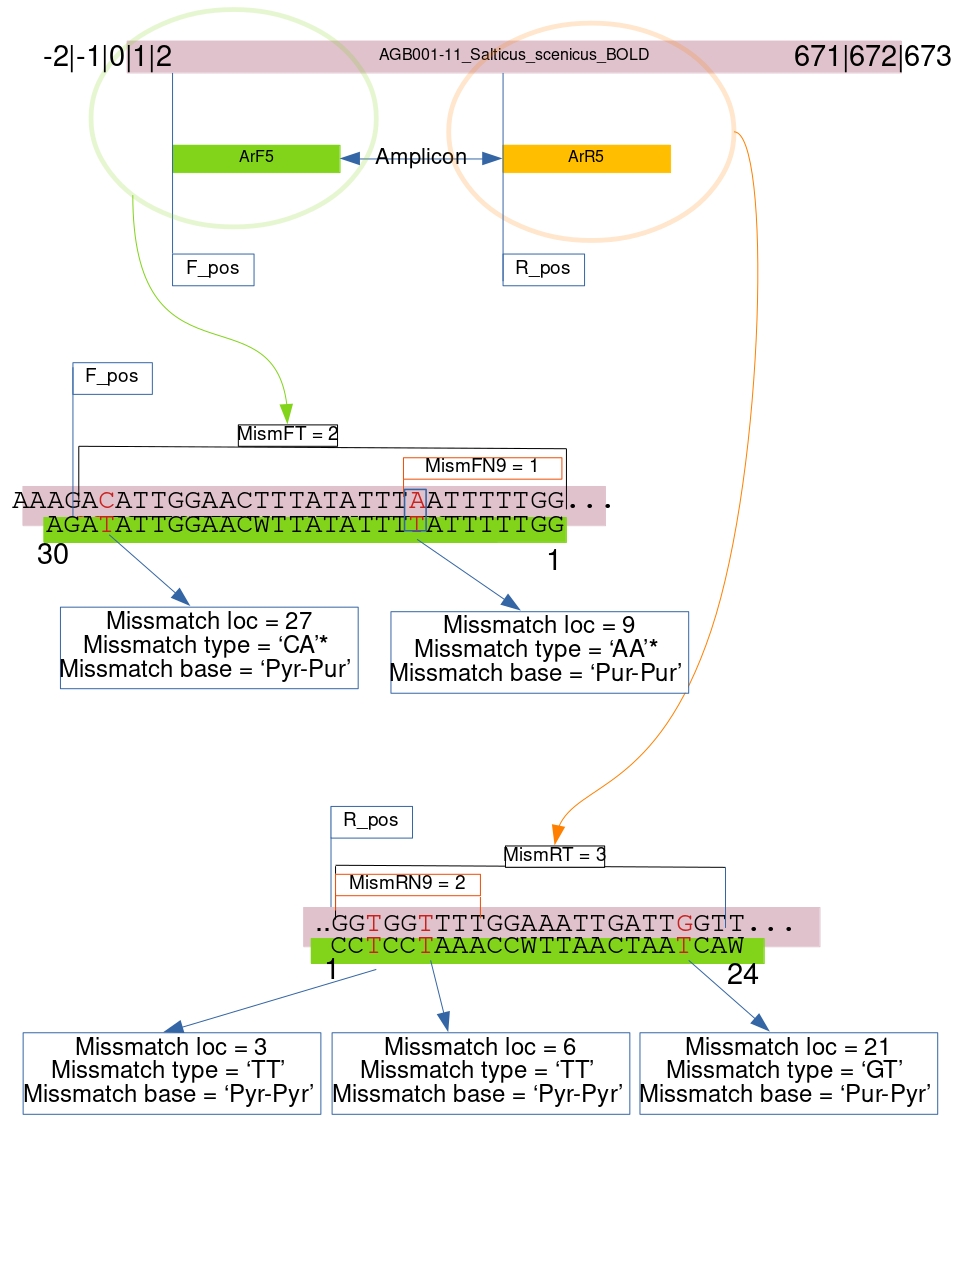 -2|-1|0|1|2
AGB001-11_Salticus_scenicus_BOLD
671|672|673
ArF5
Amplicon
ArR5
F_pos
R_pos
F_pos
MismFT = 2
MismFN9 = 1
AAAGACATTGGAACTTTATATTTAATTTTTGG...
AGATATTGGAACWTTATATTTTATTTTTGG
30
1
Missmatch loc = 27
Missmatch type = ‘CA’*
Missmatch base = ‘Pyr-Pur’
Missmatch loc = 9
Missmatch type = ‘AA’*
Missmatch base = ‘Pur-Pur’
R_pos
MismRT = 3
MismRN9 = 2
..GGTGGTTTTGGAAATTGATTGGTT...
CCTCCTAAACCWTTAACTAATCAW
1
24
Missmatch loc = 3
Missmatch type = ‘TT’
Missmatch base = ‘Pyr-Pyr’
Missmatch loc = 6
Missmatch type = ‘TT’
Missmatch base = ‘Pyr-Pyr’
Missmatch loc = 21
Missmatch type = ‘GT’
Missmatch base = ‘Pur-Pyr’